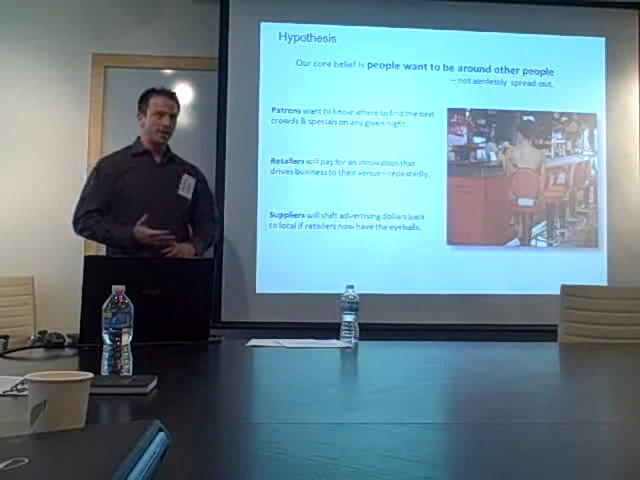 Hypothesis
Our core belief is people want to be around other people
– not aimlessly spread out.
Patrons want to know where to find the best
crowds & specials on any given night.
Retailers will pay for an innovation that
drives business to their venue – repeatedly.
Suppliers will shift advertising dollars back
to local if retailers now have the eyeballs.